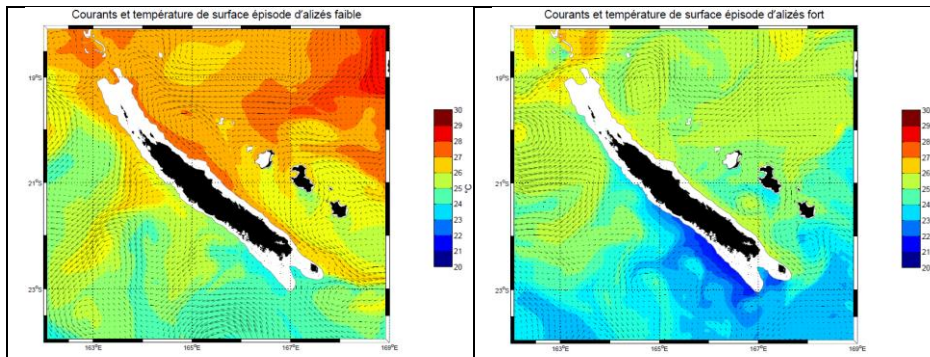 Courants et température de surface épisode d'alizés faible
19°S
21°S
23°S
163°E
165°E
167°E
169°E
30
29
28
27
26
25
24
23
22
21
20
°C
Courants et température de surface épisode d'alizés fort
19°S
21°S
23°S
163°E
165°E
167°E
169°E
30
29
28
27
26
25
24
23
22
21
20